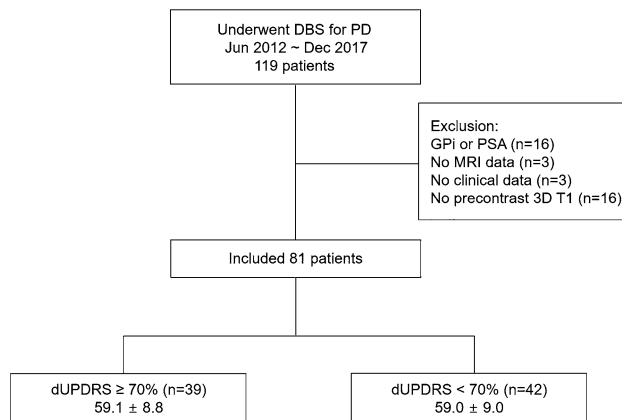 Underwent DBS for PD
Jun 2012 ~ Dec 2017
119 patients
Exclusion:
GPi or PSA (n=16)
No MRI data (n=3)
No clinical data (n=3)
No precontrast 3D T1 (n=16)
Included 81 patients
dUPDRS ≥ 70% (n=39)
59.1 ± 8.8
dUPDRS < 70% (n=42)
59.0 ± 9.0